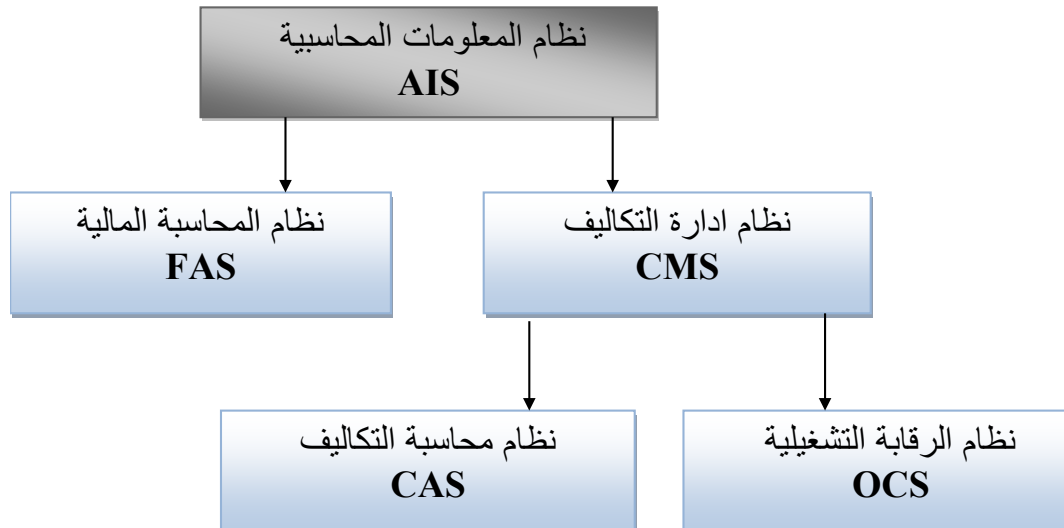 نظام المعلومات المحاسبية
AIS
نظام ادارة التكاليف
CMS
نظام المحاسبة المالية
FAS
نظام الرقابة التشغيلية
OCS
نظام محاسبة التكاليف
CAS